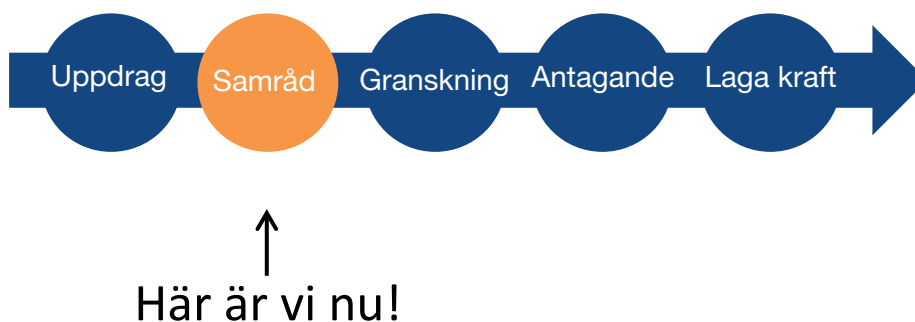 Uppdrag
Samråd
Granskning
Antagande
Laga kraft
Här är vi nu!